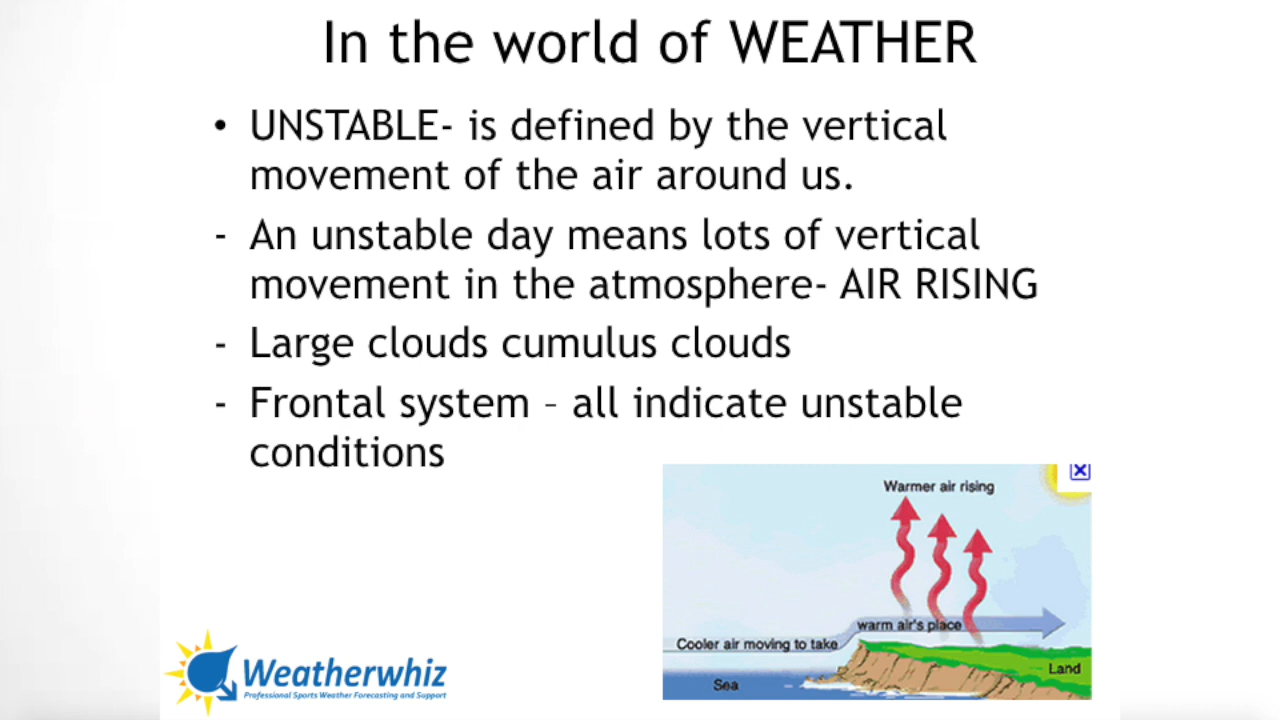 In the world of WEATHER
• UNSTABLE- is defined by the vertical
movement of the air around us.
- An unstable day means lots of vertical
movement in the atmosphere- AIR RISING
- Large clouds cumulus clouds
- Frontal system – all indicate unstable
conditions
Warmer air rising
warm air's place
Cooler air moving to take
Land
Sea
Weatherwhiz
Professional Sports Weather Forecasting and Support